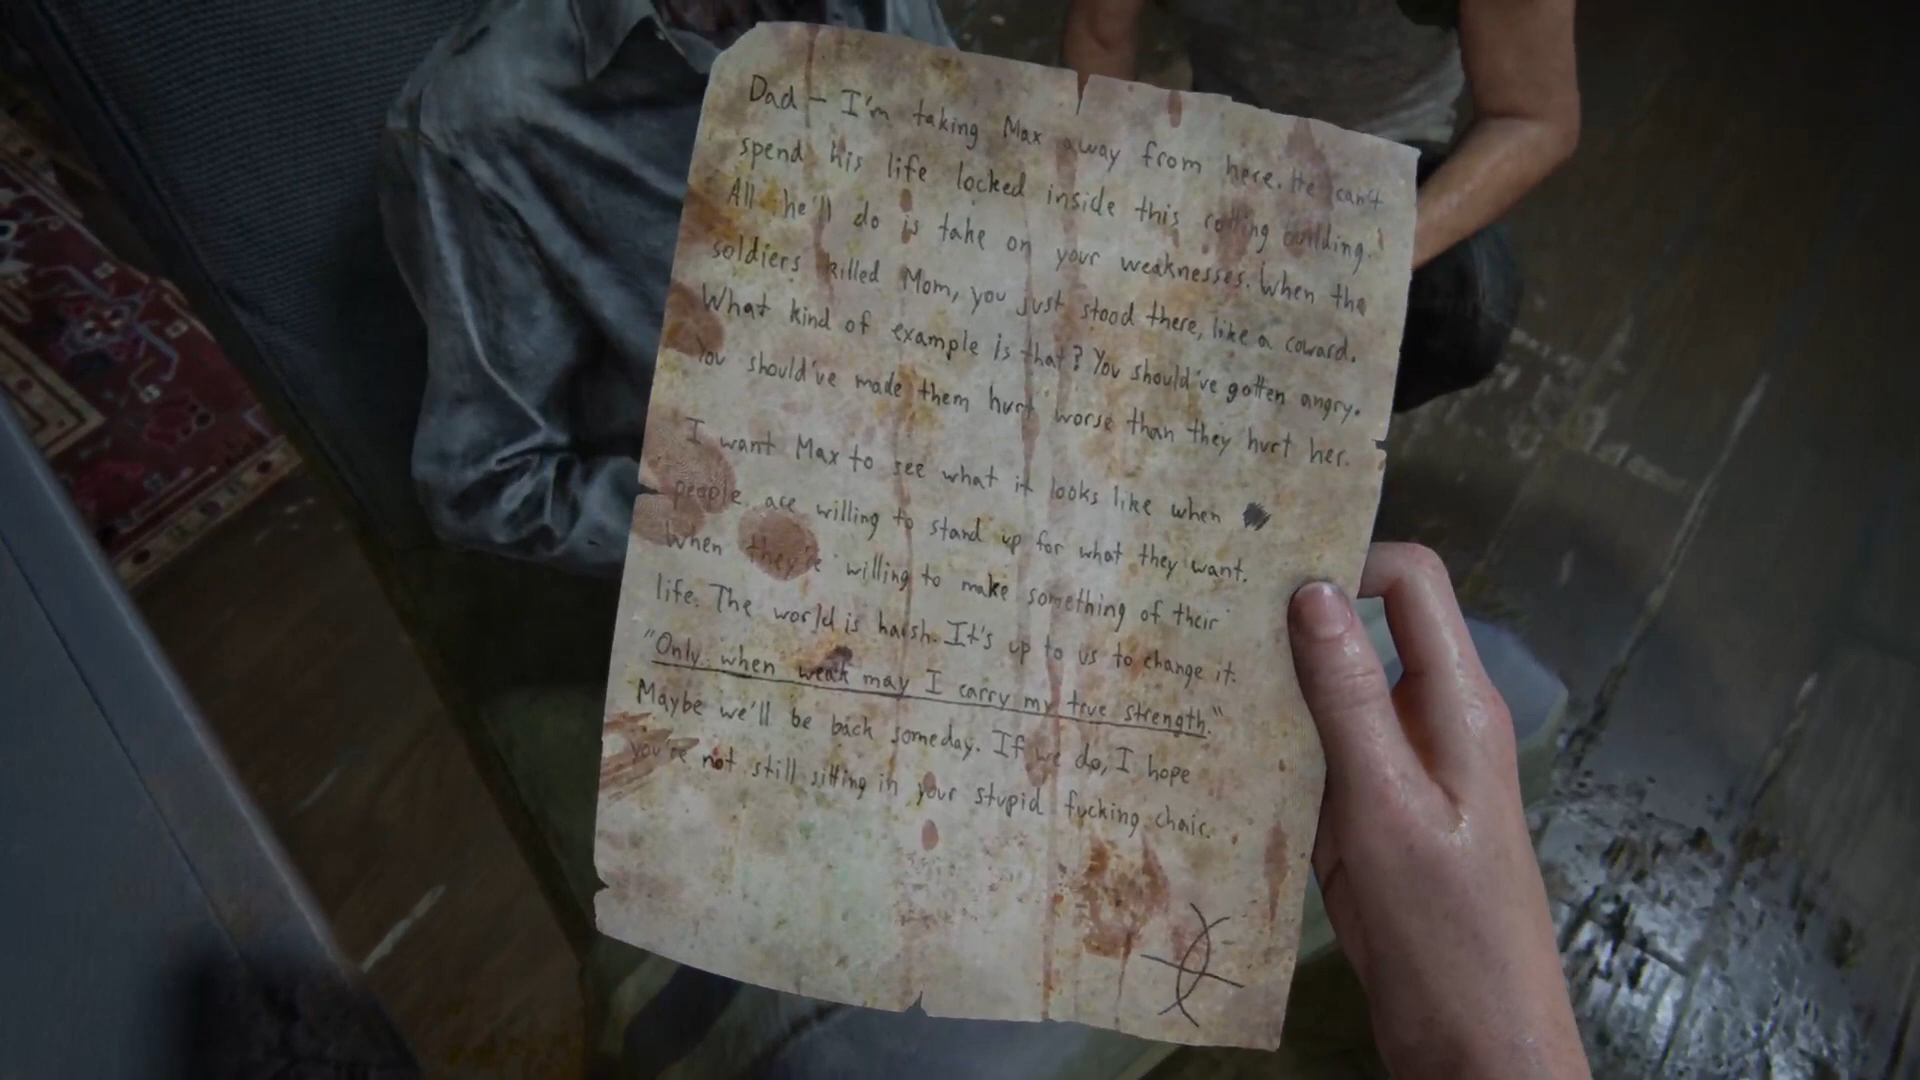 Dad – I'm taking Max away from here. He can't
spend his life locked inside this rotting building.
All he'll do is take on your weaknesses. When the
soldiers killed Mom, you just stood there, like a coward.
What kind of example is that? You should've gotten angry.
You should've made them hurt worse than they hurt her.
I want Max to see what it looks like when
people are willing to stand up for what they want.
When they're willing to make something of their
life. The world is harsh. It's up to us to change it.
"Only when weak may I carry my true strength."
Maybe we'll be back someday. If we do, I hope
you're not still sitting in your stupid fucking chair.